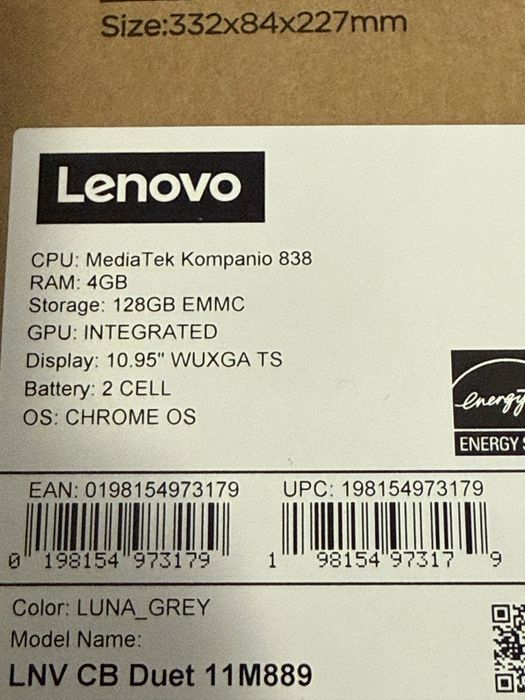 Size:332x84x227mm
Lenovo
CPU: MediaTek Kompanio 838
RAM: 4GB
Storage: 128GB EMMC
GPU: INTEGRATED
Display: 10.95" WUXGA TS
Battery: 2 CELL
OS: CHROME OS
energy
ENERGY
EAN: 0198154973179 UPC: 198154973179
0 198154 973179 1 98154 97317 9
Color: LUNA_GREY
Model Name:
LNV CB Duet 11M889